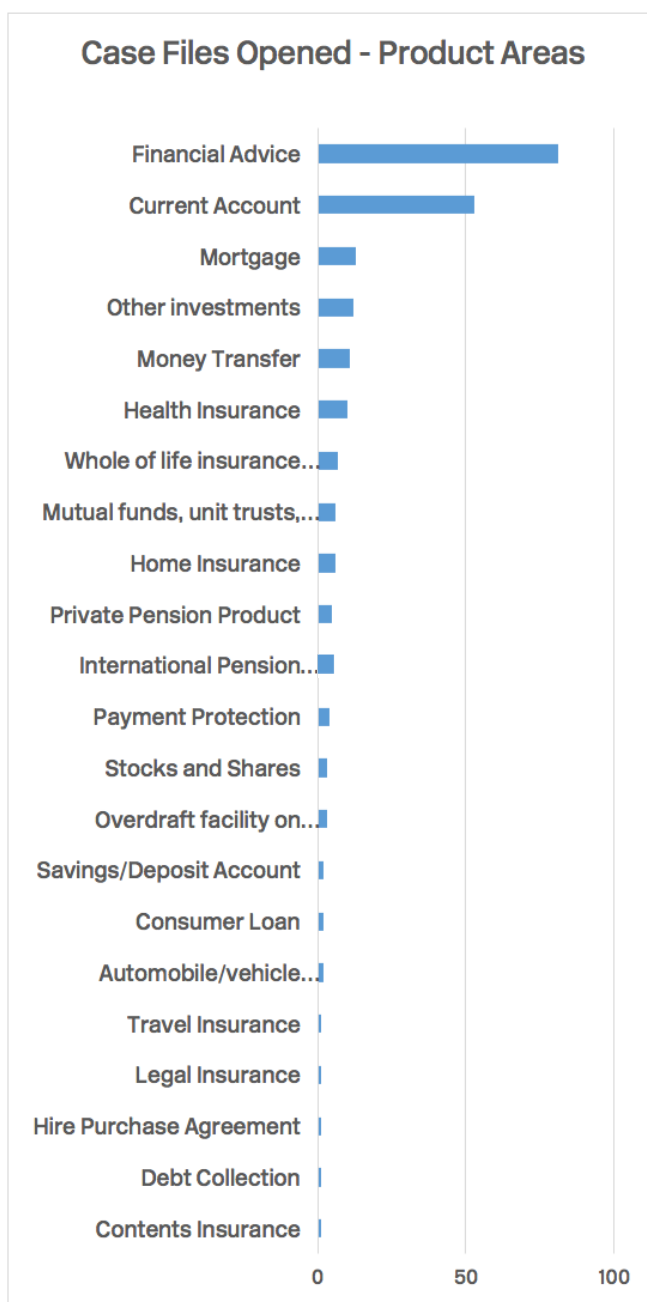 Case Files Opened - Product Areas
Financial Advice
Current Account
Mortgage
Other investments
Money Transfer
Health Insurance
Whole of life insurance...
Mutual funds, unit trusts,...
Home Insurance
Private Pension Product
International Pension...
Payment Protection
Stocks and Shares
Overdraft facility on...
Savings/Deposit Account
Consumer Loan
Automobile/vehicle...
Travel Insurance
Legal Insurance
Hire Purchase Agreement
Debt Collection
Contents Insurance
0 50 100